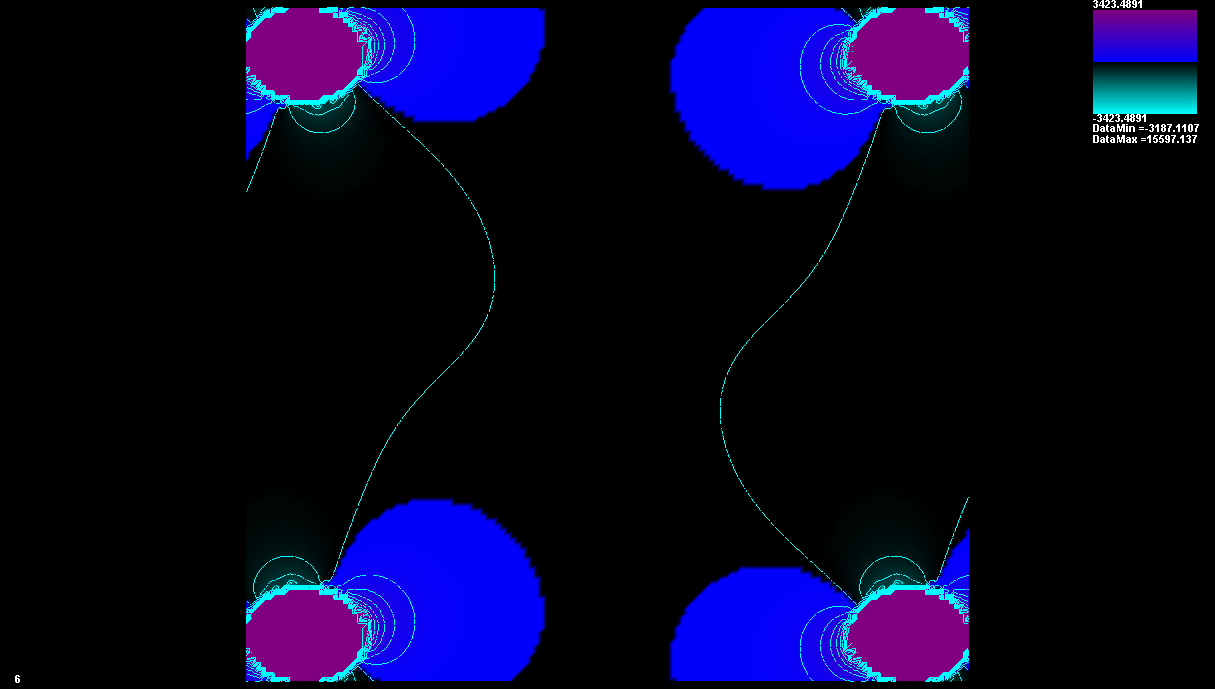 3423.4891
-3423.4891
DataMin =-3187.1107
DataMax =15597.137
6